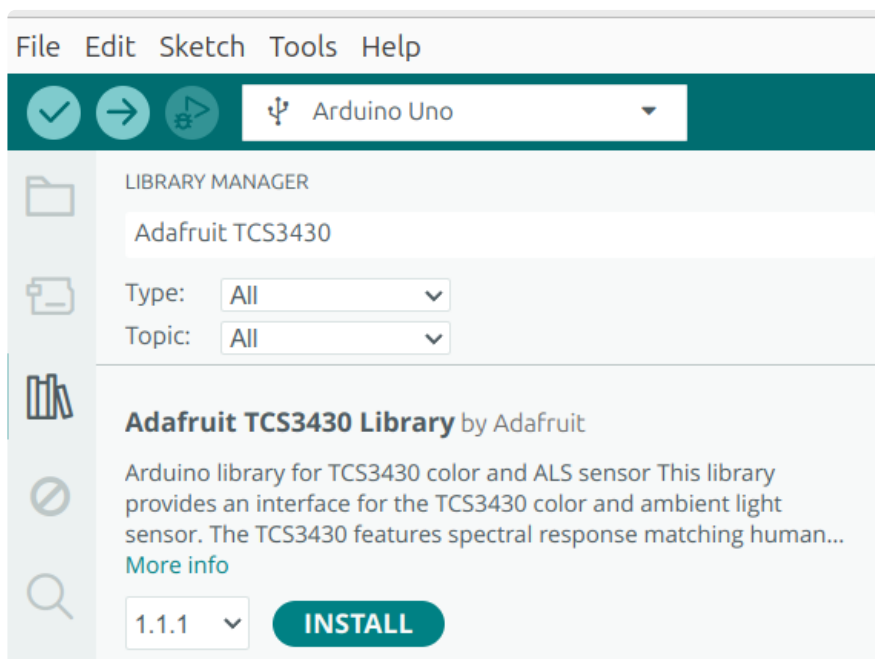 File Edit Sketch Tools Help
Arduino Uno
LIBRARY MANAGER
Adafruit TCS3430
Type: All
Topic: All
Adafruit TCS3430 Library by Adafruit
Arduino library for TCS3430 color and ALS sensor This library
provides an interface for the TCS3430 color and ambient light
sensor. The TCS3430 features spectral response matching human...
More info
1.1.1 INSTALL